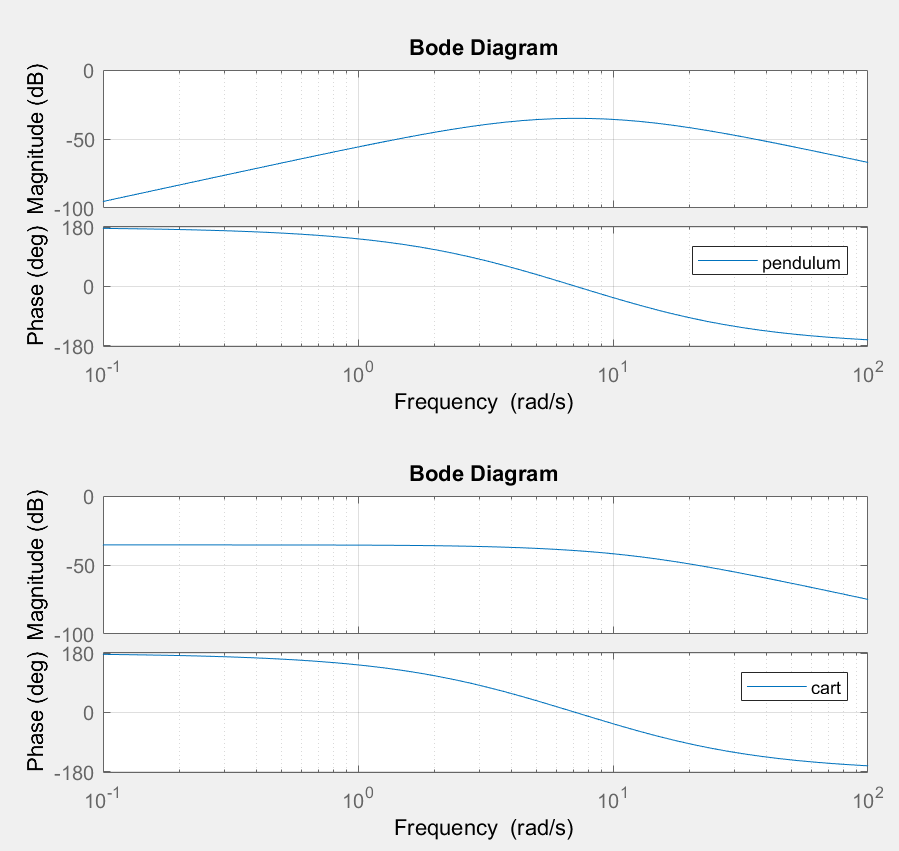 Bode Diagram
Magnitude (dB)
0
-50
-100
Phase (deg)
180
0
-180
pendulum
10^-1
10^0
10^1
10^2
Frequency (rad/s)
Bode Diagram
Magnitude (dB)
0
-50
-100
Phase (deg)
180
0
-180
cart
10^-1
10^0
10^1
10^2
Frequency (rad/s)